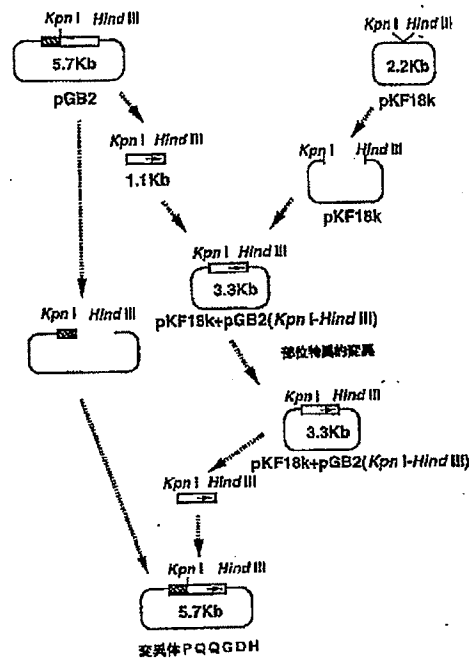 Kpn I Hind III
5.7Kb
pGB2
Kpn I Hind III
2.2Kb
pKF18k
Kpn I Hind III
1.1Kb
Kpn I Hind III
pKF18k
Kpn I Hind III
3.3Kb
pKF18k+pGB2(Kpn I-Hind III)
Kpn I Hind III
部位特異的変異
Kpn I Hind III
3.3Kb
pKF18k+pGB2(Kpn I-Hind III)
Kpn I Hind III
Kpn I Hind III
5.7Kb
変異体PQQGDH